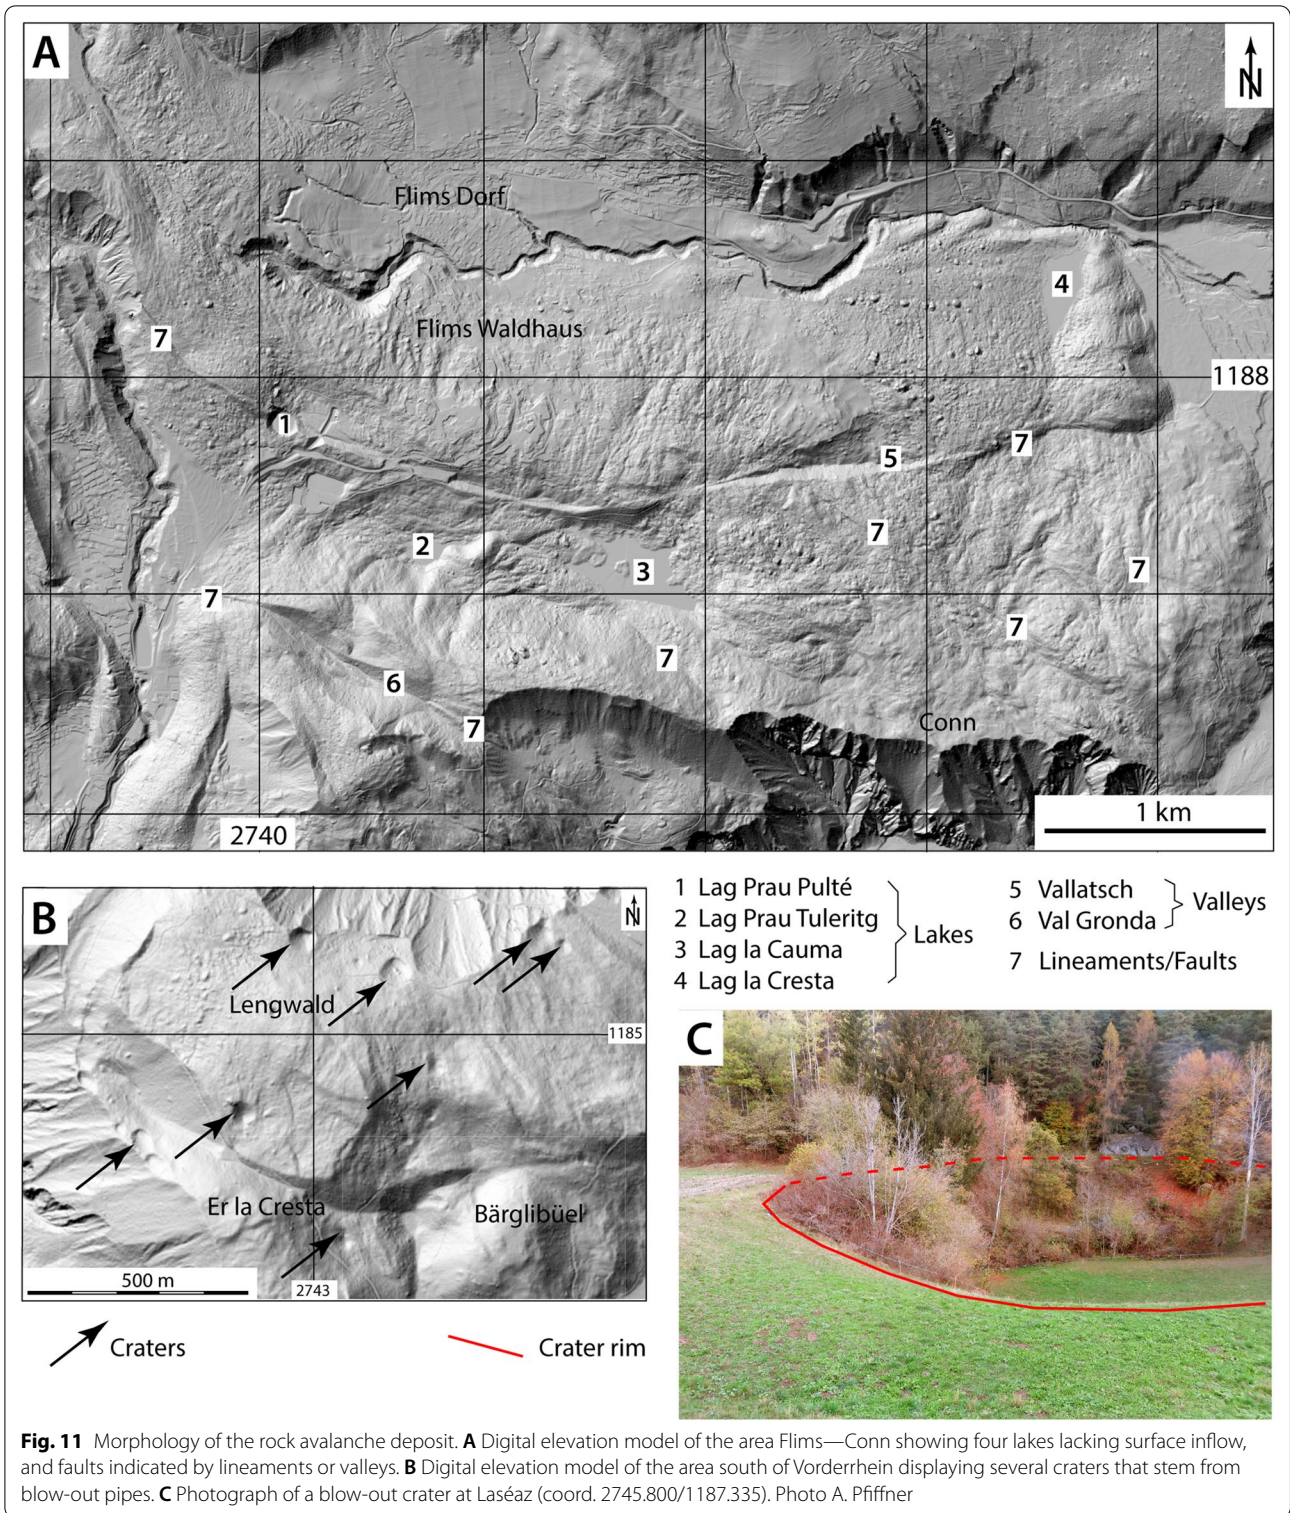 A
N
Flims Dorf
4
Flims Waldhaus
7
1188
1
7
5
7
2
3
7
7
7
6
7
7
Conn
1 km
2740
B
N
Lengwald
1185
Er la Cresta
Bärglibüel
500 m
2743
Craters
Crater rim
1 Lag Prau Pulté
2 Lag Prau Tuleritg
3 Lag la Cauma
4 Lag la Cresta
Lakes
5 Vallatsch
6 Val Gronda
Valleys
7 Lineaments/Faults
C
Fig. 11 Morphology of the rock avalanche deposit. A Digital elevation model of the area Flims—Conn showing four lakes lacking surface inflow,
and faults indicated by lineaments or valleys. B Digital elevation model of the area south of Vorderrhein displaying several craters that stem from
blow-out pipes. C Photograph of a blow-out crater at Laséaz (coord. 2745.800/1187.335). Photo A. Pfiffner